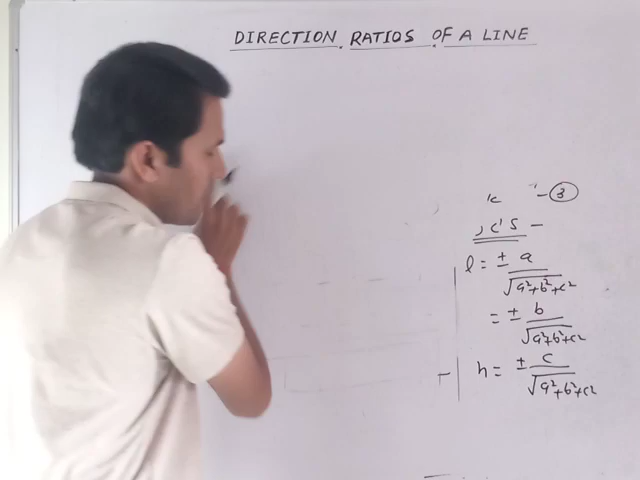 DIRECTION RATIOS OF A LINE
- 3
c's -
l = ± a/√a²+b²+c²
= ± b/√a²+b²+c²
n = ± c/√a²+b²+c²